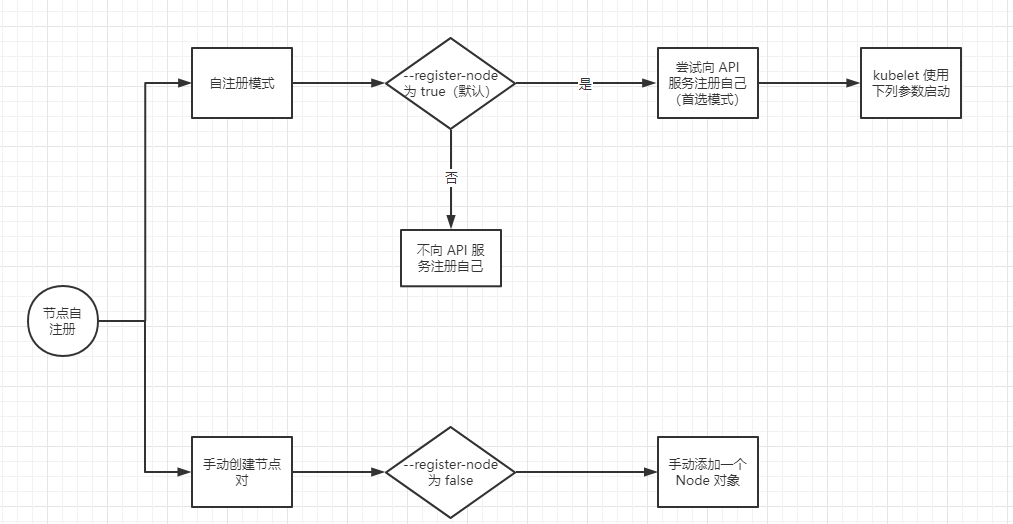 自注册模式
--register-node
为 true（默认）
是
尝试向 API
服务注册自己
（首选模式）
kubelet 使用
下列参数启动
否
不向 API 服
务注册自己
节点自
注册
手动创建节点
对
--register-node
为 false
手动添加一个
Node 对象